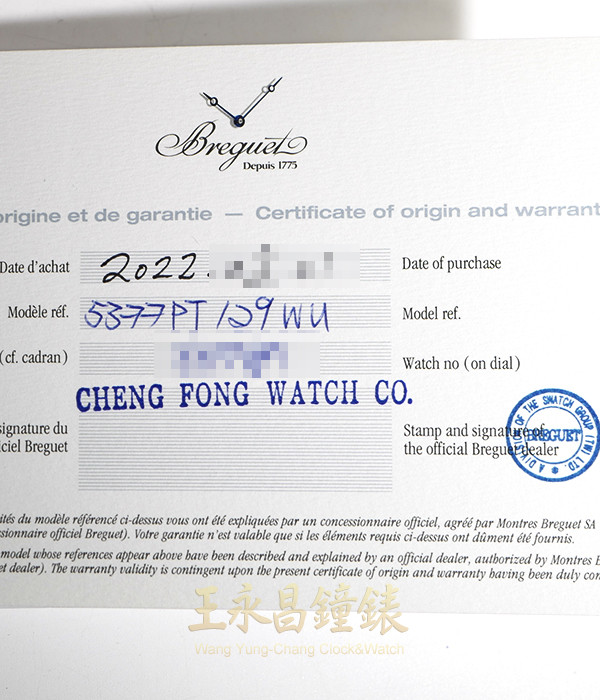 Breguet
Depuis 1775
origine et de garantie — Certificate of origin and warrant
Date d'achat 2022. Date of purchase
Modèle réf. 5377PT/129WU Model ref.
(cf. cadran) Watch no (on dial)
CHENG FONG WATCH CO.
signature du Stamp and signature of
ciel Breguet the official Breguet dealer
A DIVISION OF THE SWATCH GROUP (TW) LTD.
BREGUET
ités du modèle référencé ci-dessus vous ont été expliquées par un concessionnaire officiel, agréé par Montres Breguet SA
essionnaire officiel Breguet). Votre garantie n'est valable que si les éléments requis ci-dessus ont dûment été fournis.
model whose references appear above have been described and explained by an official dealer, authorized by Montres B
et dealer). The warranty validity is contingent upon the present certificate of origin and warranty having been duly com
王永昌鐘錶
Wang Yung-Chang Clock&Watch